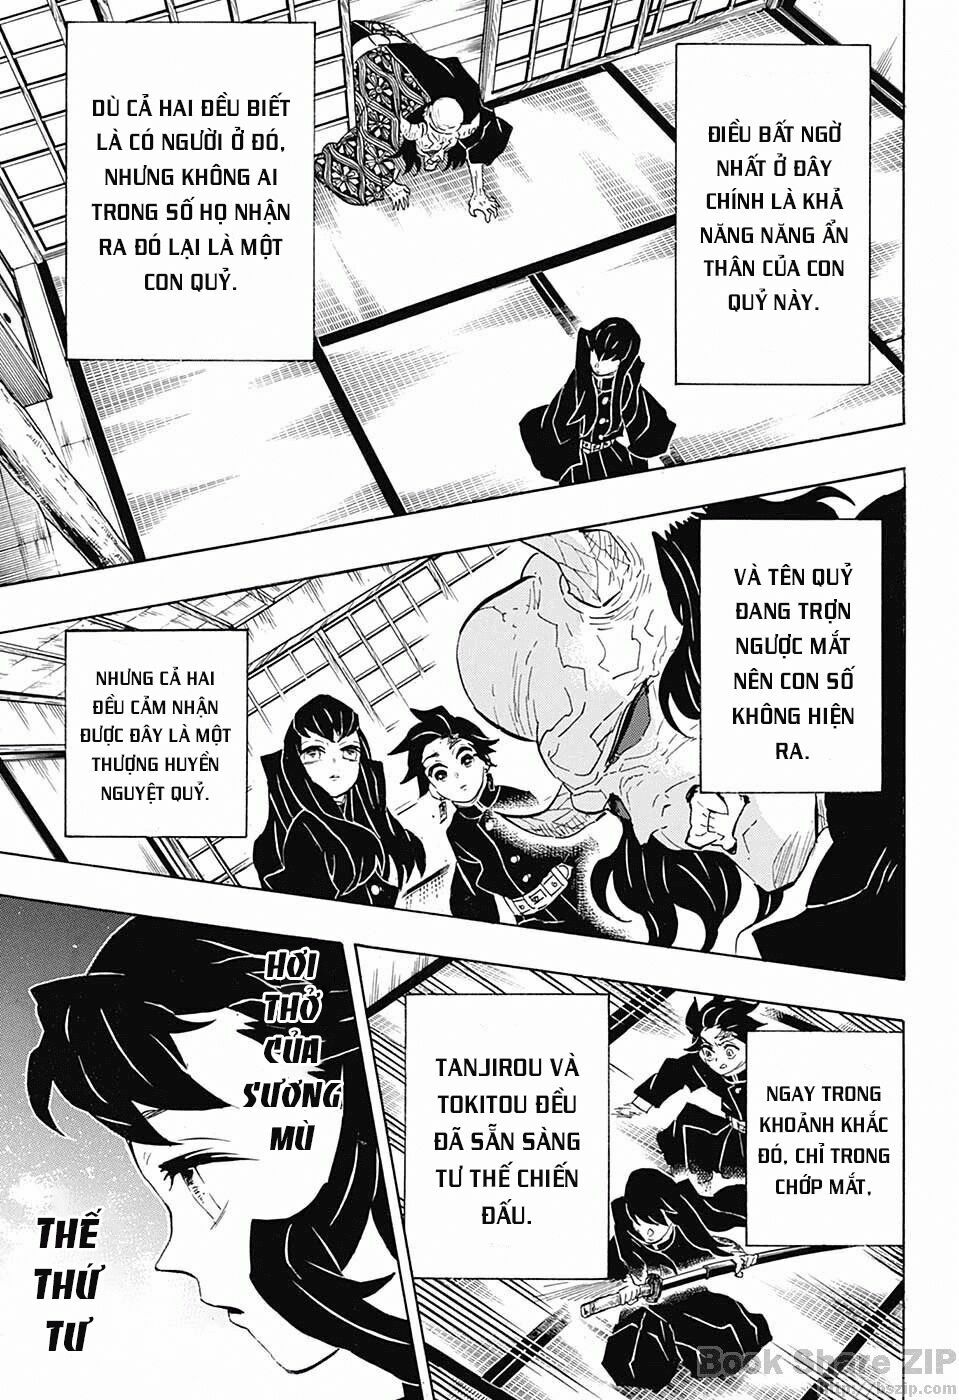 ĐIỀU BẤT NGỜ
NHẤT Ở ĐÂY
CHÍNH LÀ KHẢ
NĂNG NĂNG ẨN
THÂN CỦA CON
QUỶ NÀY.
DÙ CẢ HAI ĐỀU BIẾT
LÀ CÓ NGƯỜI Ở ĐÓ,
NHƯNG KHÔNG AI
TRONG SỐ HỌ NHẬN
RA ĐÓ LẠI LÀ MỘT
CON QUỶ.
VÀ TÊN QUỶ
ĐANG TRỢN
NGƯỢC MẮT
NÊN CON SỐ
KHÔNG HIỆN
RA.
NHƯNG CẢ HAI
ĐỀU CẢM NHẬN
ĐƯỢC ĐÂY LÀ MỘT
THƯỢNG HUYỀN
NGUYỆT QUỶ.
NGAY TRONG
KHOẢNH KHẮC
ĐÓ, CHỈ TRONG
CHỚP MẮT,
TANJIROU VÀ
TOKITOU ĐỀU
ĐÃ SẴN SÀNG
TƯ THẾ CHIẾN
ĐẤU.
HƠI
THỞ
CỦA
SƯƠNG
MÙ
THẾ
THỨ
TƯ
Book Share ZIP
http://bszip.com/